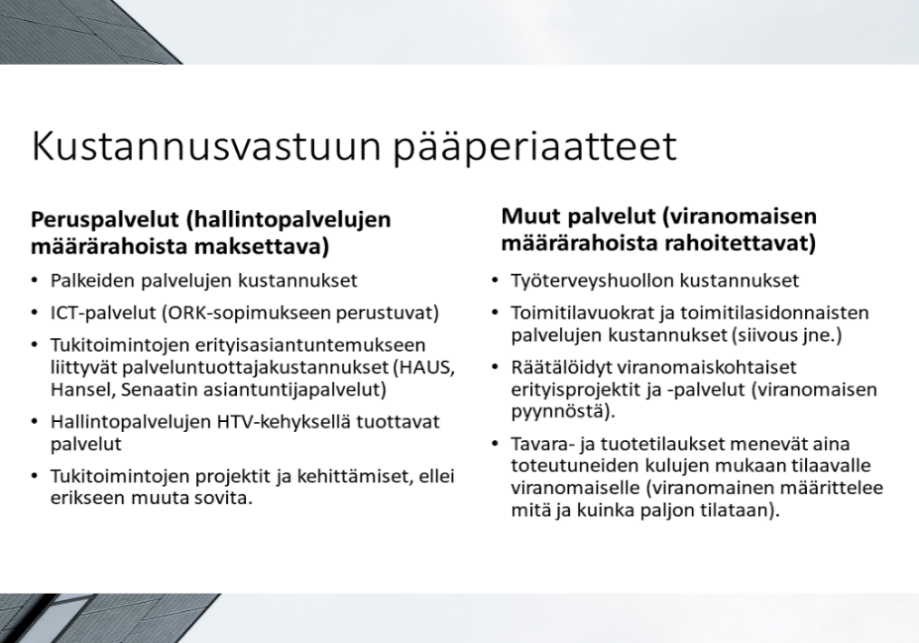 Kustannusvastuun pääperiaatteet
Peruspalvelut (hallintopalvelujen
määrärahoista maksettava)
• Palkeiden palvelujen kustannukset
• ICT-palvelut (ORK-sopimukseen perustuvat)
• Tukitoimintojen erityisasiantuntemukseen
liittyvät palveluntuottajakustannukset (HAUS,
Hansel, Senaatin asiantuntijapalvelut)
• Hallintopalvelujen HTV-kehyksellä tuottavat
palvelut
• Tukitoimintojen projektit ja kehittämiset, ellei
erikseen muuta sovita.
Muut palvelut (viranomaisen
määrärahoista rahoitettavat)
• Työterveyshuollon kustannukset
• Toimitilavuokrat ja toimitilasidonnaisten
palvelujen kustannukset (siivous jne.)
• Räätälöidyt viranomaiskohtaiset
erityisprojektit ja -palvelut (viranomaisen
pyynnöstä).
• Tavara- ja tuotetilaukset menevät aina
toteutuneiden kulujen mukaan tilaavalle
viranomaiselle (viranomainen määrittelee
mitä ja kuinka paljon tilataan).